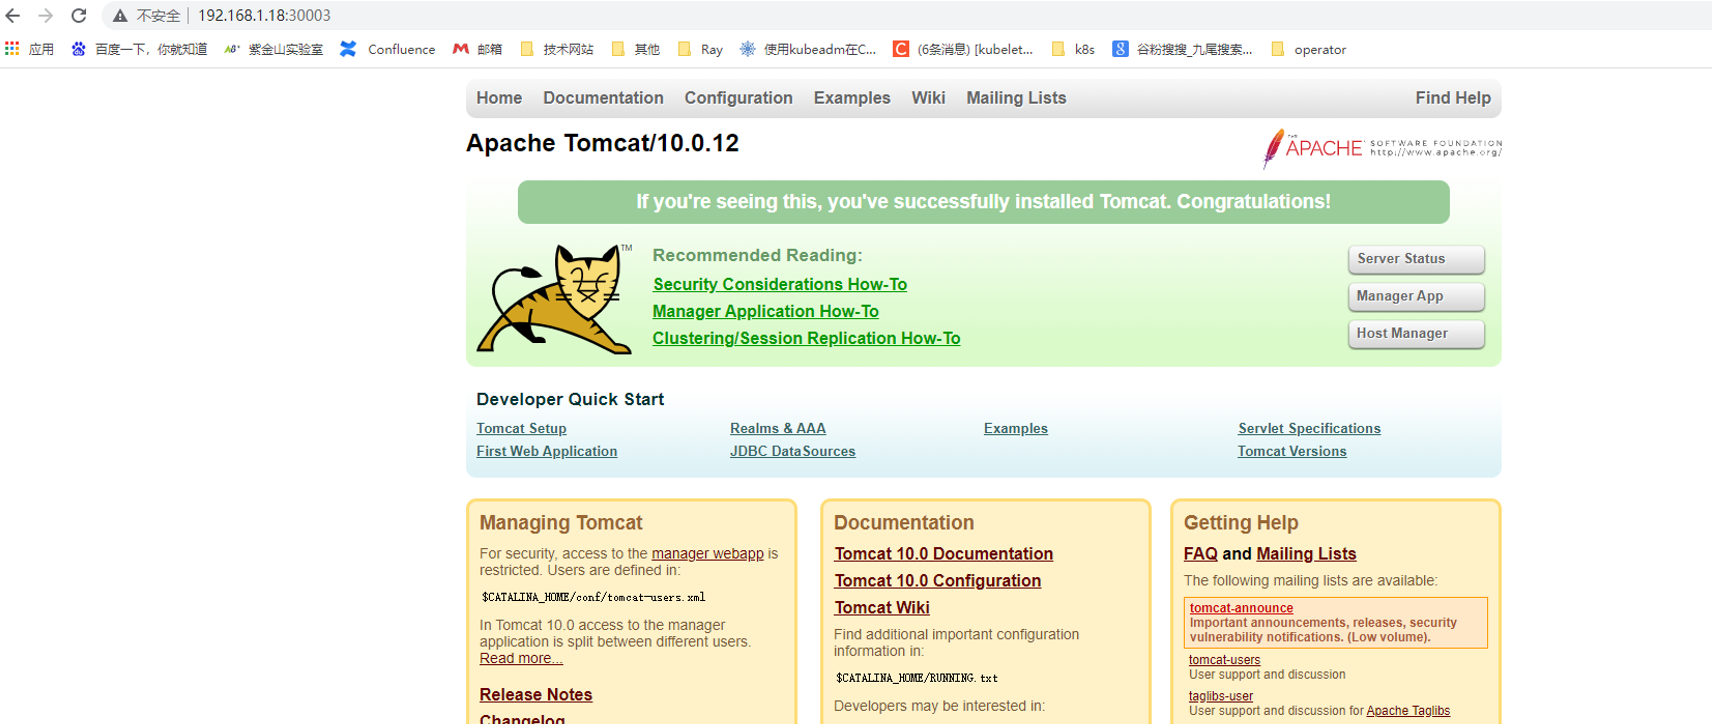 不安全 192.168.1.18:30003
应用 百度一下，你就知道 紫金山实验室 Confluence 邮箱 技术网站 其他 Ray 使用kubeadm在C... (6条消息) [kubelet... k8s 谷粉搜搜_九尾搜索... operator
Home Documentation Configuration Examples Wiki Mailing Lists Find Help
Apache Tomcat/10.0.12
THE APACHE SOFTWARE FOUNDATION
http://www.apache.org/
If you're seeing this, you've successfully installed Tomcat. Congratulations!
TM
Recommended Reading:
Security Considerations How-To
Manager Application How-To
Clustering/Session Replication How-To
Server Status
Manager App
Host Manager
Developer Quick Start
Tomcat Setup
First Web Application
Realms & AAA
JDBC DataSources
Examples
Servlet Specifications
Tomcat Versions
Managing Tomcat
For security, access to the manager webapp is
restricted. Users are defined in:
$CATALINA_HOME/conf/tomcat-users.xml
In Tomcat 10.0 access to the manager
application is split between different users.
Read more...
Release Notes
Changelog
Documentation
Tomcat 10.0 Documentation
Tomcat 10.0 Configuration
Tomcat Wiki
Find additional important configuration
information in:
$CATALINA_HOME/RUNNING.txt
Developers may be interested in:
Getting Help
FAQ and Mailing Lists
The following mailing lists are available:
tomcat-announce
Important announcements, releases, security
vulnerability notifications. (Low volume).
tomcat-users
User support and discussion
taglibs-user
User support and discussion for Apache Taglibs